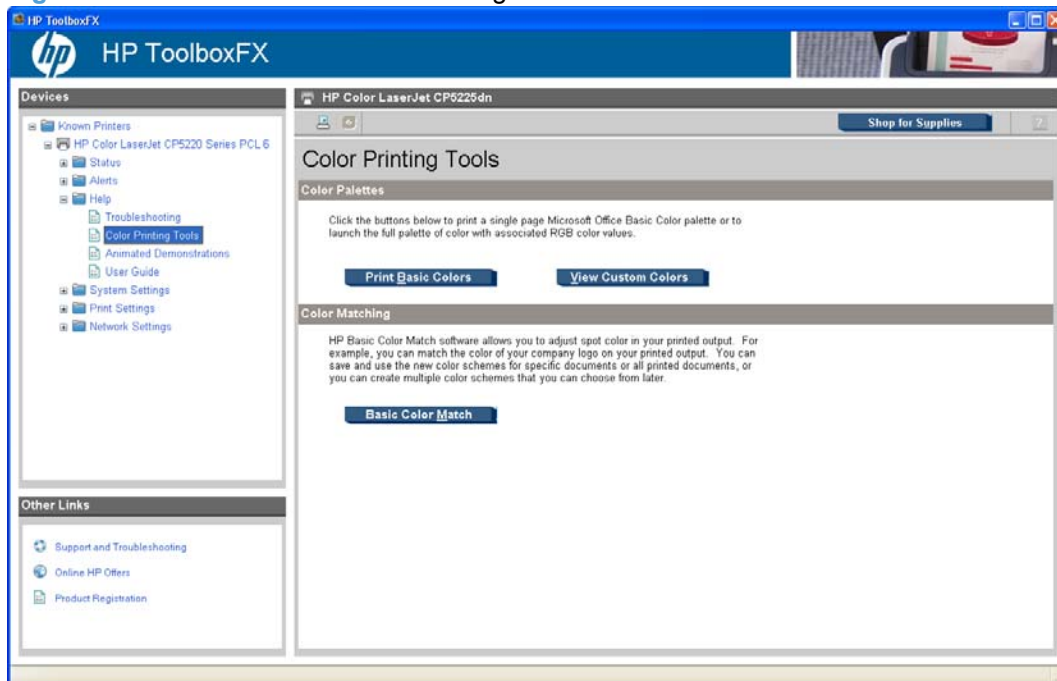 HP ToolboxFX
hp
HP ToolboxFX
Devices
Known Printers
HP Color LaserJet CP5220 Series PCL 6
Status
Alerts
Help
Troubleshooting
Color Printing Tools
Animated Demonstrations
User Guide
System Settings
Print Settings
Network Settings
Other Links
Support and Troubleshooting
Online HP Offers
Product Registration
HP Color LaserJet CP5225dn
Shop for Supplies
?
Color Printing Tools
Color Palettes
Click the buttons below to print a single page Microsoft Office Basic Color palette or to
launch the full palette of color with associated RGB color values.
Print Basic Colors
View Custom Colors
Color Matching
HP Basic Color Match software allows you to adjust spot color in your printed output. For
example, you can match the color of your company logo on your printed output. You can
save and use the new color schemes for specific documents or all printed documents, or
you can create multiple color schemes that you can choose from later.
Basic Color Match